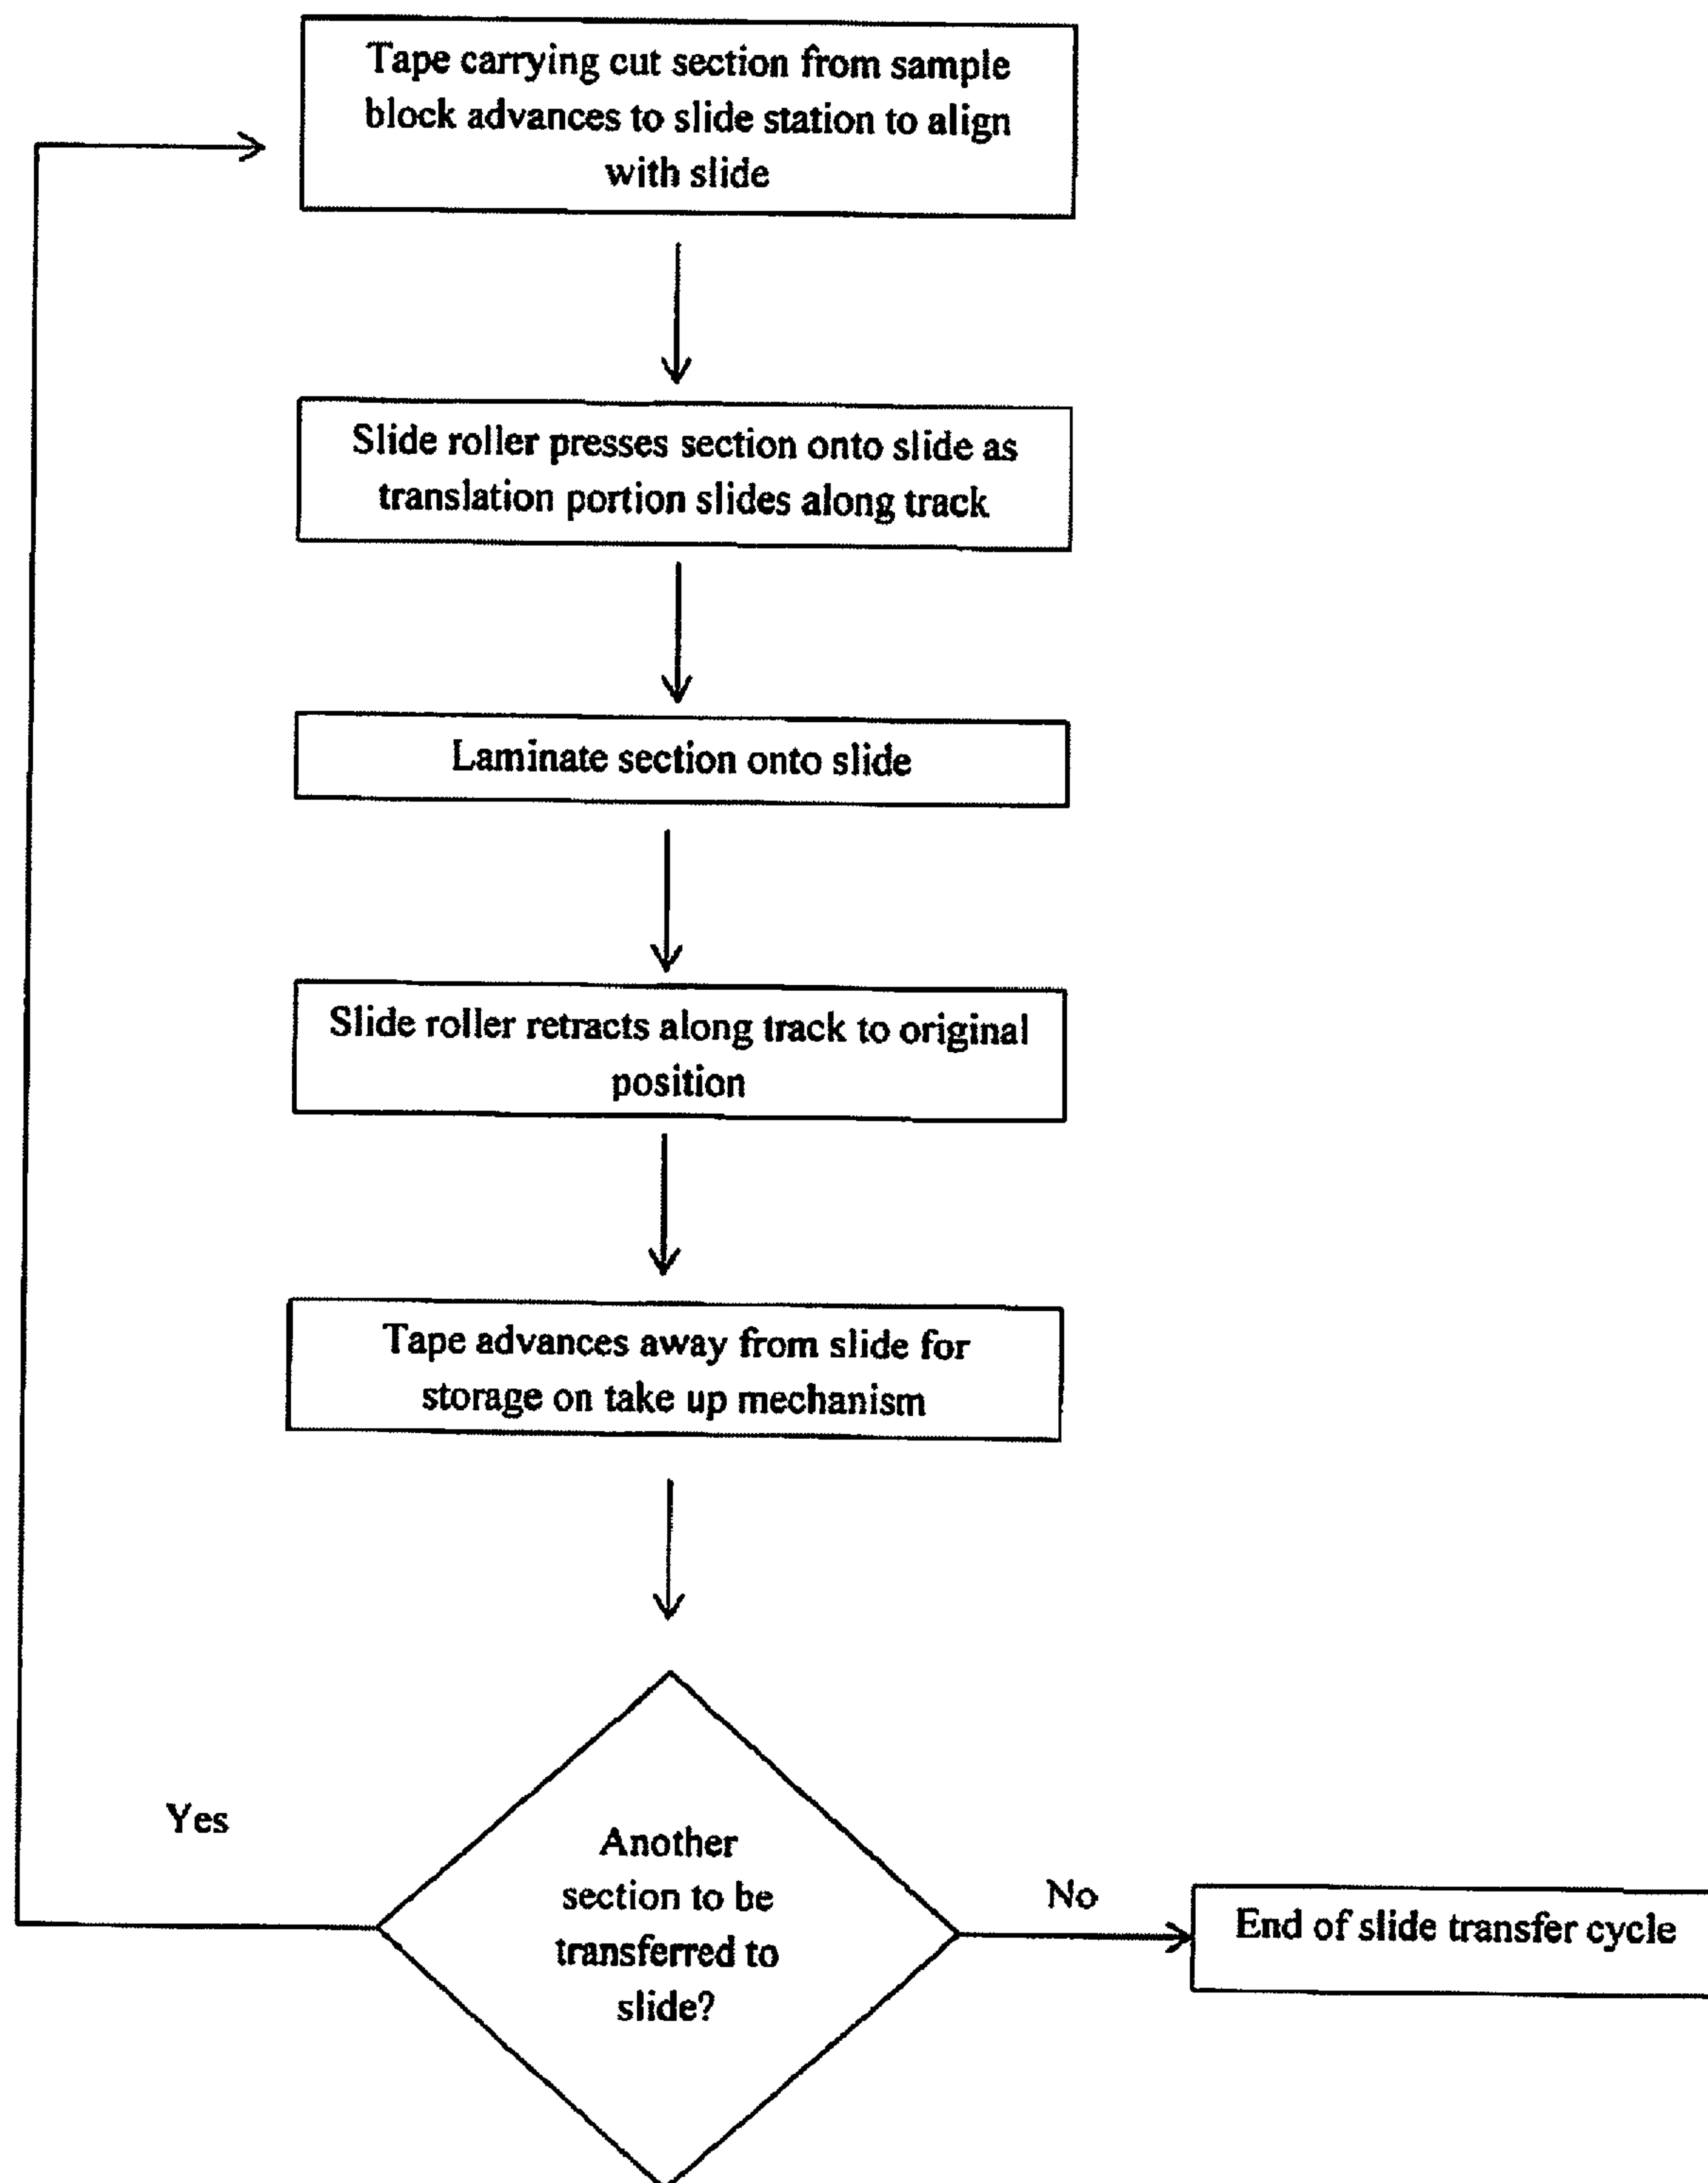 Tape carrying cut section from sample
block advances to slide station to align
with slide
Slide roller presses section onto slide as
translation portion slides along track
Laminate section onto slide
Slide roller retracts along track to original
position
Tape advances away from slide for
storage on take up mechanism
Yes
Another
section to be
transferred to
slide?
No
End of slide transfer cycle